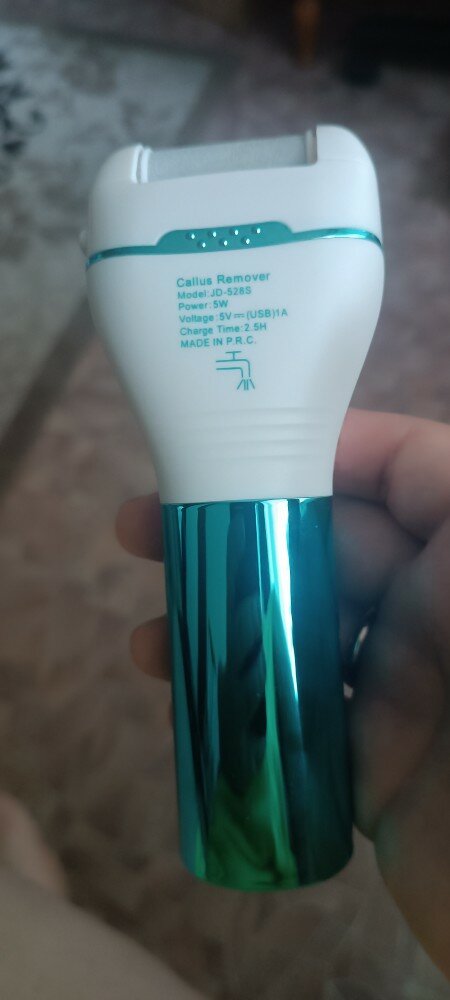 Callus Remover
Model:JD-528S
Power:5W
Voltage:5V⎓(USB)1A
Charge Time:2.5H
MADE IN P.R.C.